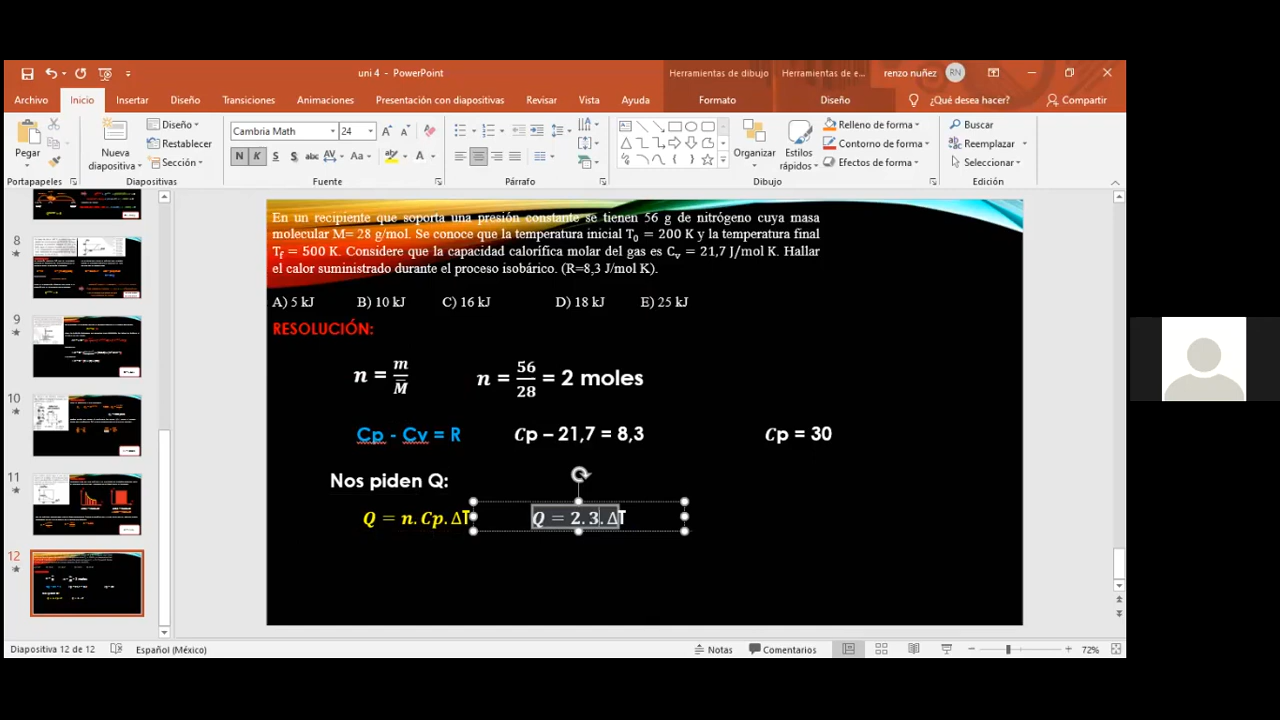 uni 4 - PowerPoint
Herramientas de dibujo
Herramientas de e...
renzo nuñez
RN
Archivo
Inicio
Insertar
Diseño
Transiciones
Animaciones
Presentación con diapositivas
Revisar
Vista
Ayuda
Formato
Diseño
¿Qué desea hacer?
Compartir
Pegar
Nueva diapositiva
Diseño
Restablecer
Sección
Cambria Math
24
N K S S abc AV Aa A
Organizar
Estilos rápidos
Relleno de forma
Contorno de forma
Efectos de forma
Buscar
Reemplazar
Seleccionar
Portapapeles
Diapositivas
Fuente
Párrafo
Dibujo
Edición
8
9
10
11
12
En un recipiente que soporta una presión constante se tienen 56 g de nitrógeno cuya masa
molecular M= 28 g/mol. Se conoce que la temperatura inicial T₀ = 200 K y la temperatura final
T_f = 500 K. Considere que la capacidad calorífica molar del gas es C_v = 21,7 J/mol K. Hallar
el calor suministrado durante el proceso isobárico. (R=8,3 J/mol K).
A) 5 kJ B) 10 kJ C) 16 kJ D) 18 kJ E) 25 kJ
RESOLUCIÓN:
n = m/M̅ n = 56/28 = 2 moles
Cp - Cv = R Cp – 21,7 = 8,3 Cp = 30
Nos piden Q:
Q = n. Cp. ΔT Q = 2. 3. ΔT
Diapositiva 12 de 12
Español (México)
Notas
Comentarios
72%